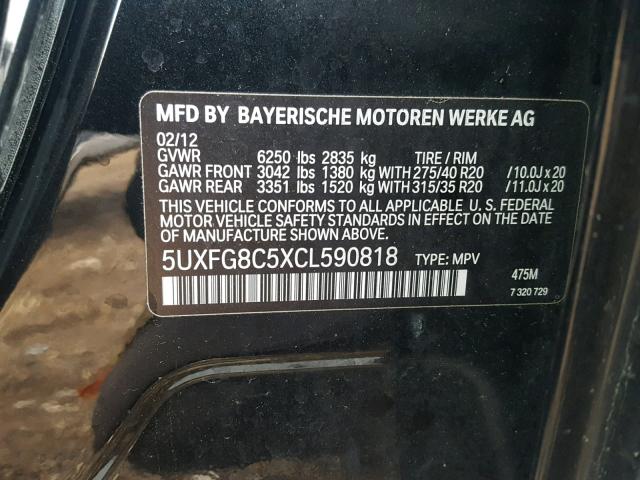 MFD BY BAYERISCHE MOTOREN WERKE AG
02/12
GVWR 6250 lbs 2835 kg TIRE / RIM
GAWR FRONT 3042 lbs 1380 kg WITH 275/40 R20 /10.0J x 20
GAWR REAR 3351 lbs 1520 kg WITH 315/35 R20 /11.0J x 20
THIS VEHICLE CONFORMS TO ALL APPLICABLE U. S. FEDERAL
MOTOR VEHICLE SAFETY STANDARDS IN EFFECT ON THE DATE
OF MANUFACTURE SHOWN ABOVE.
5UXFG8C5XCL590818 TYPE: MPV
475M
7 320 729